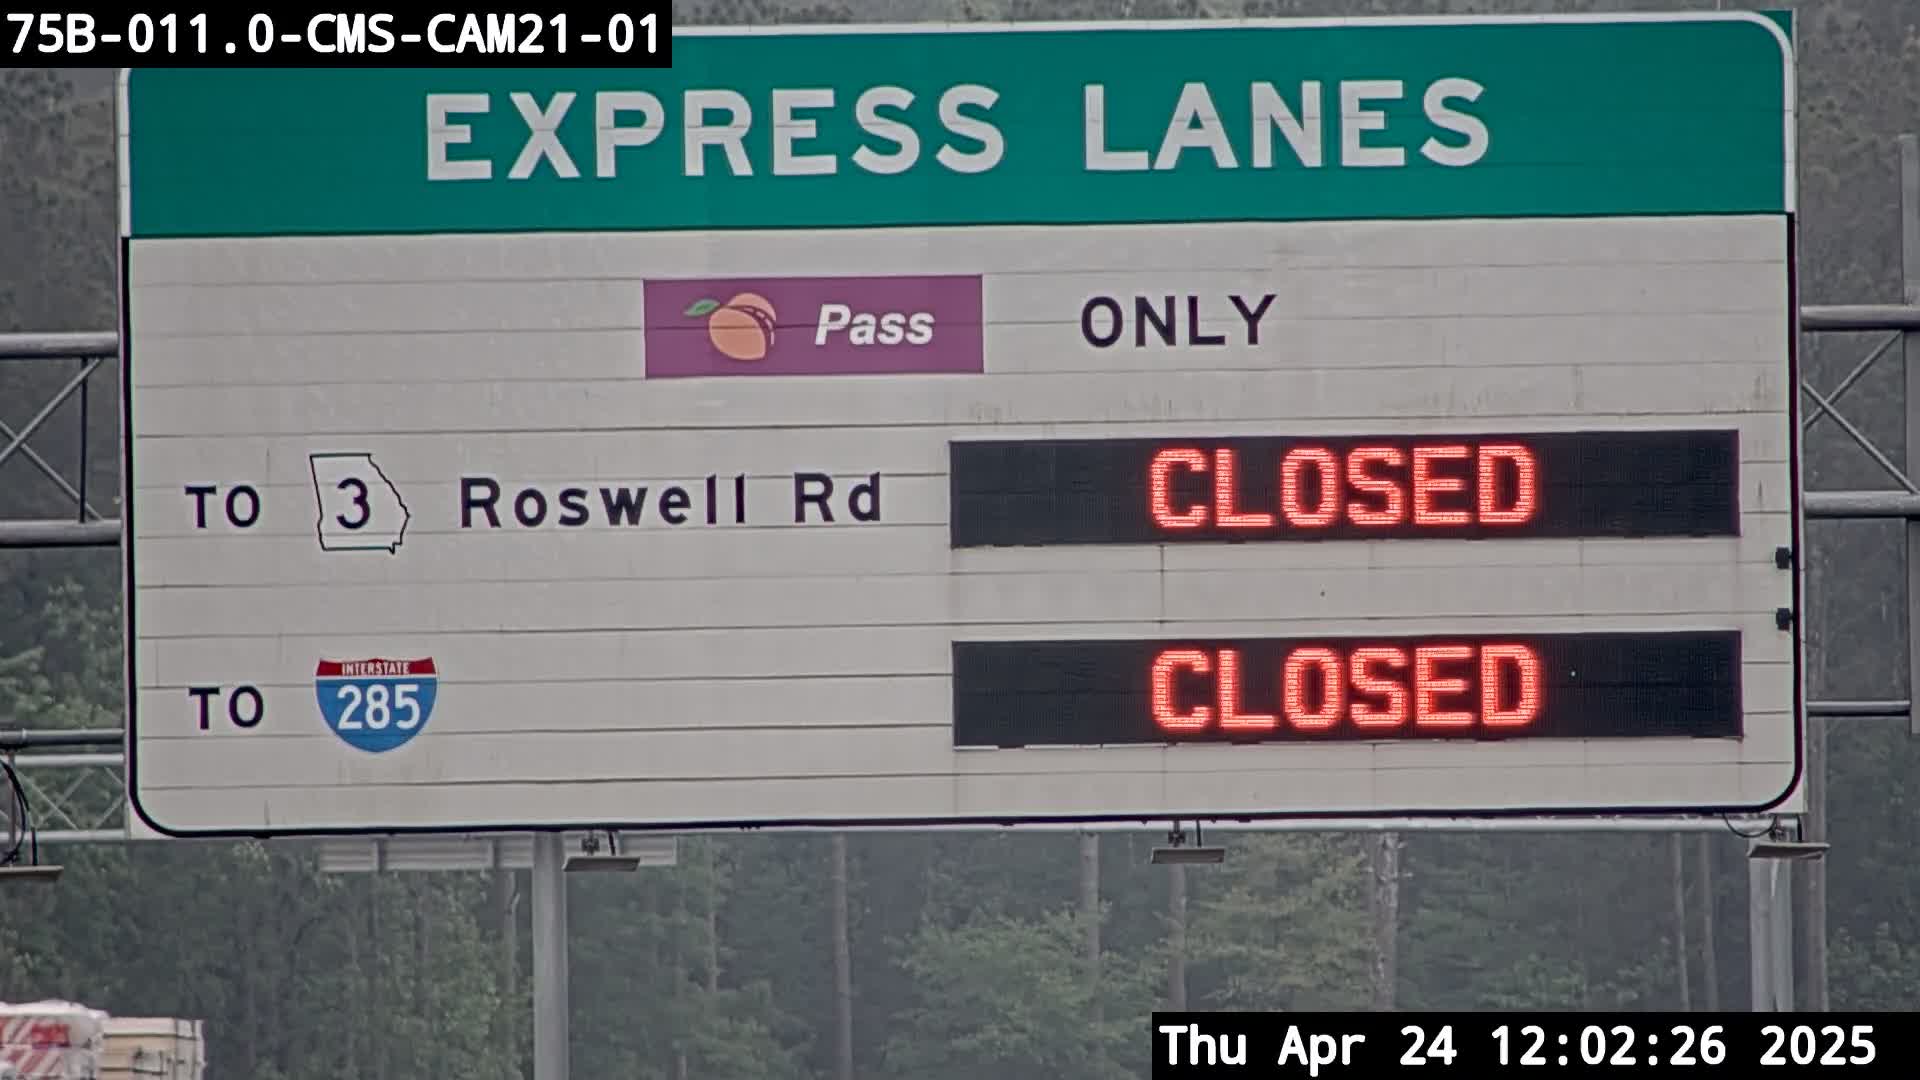 75B-011.0-CMS-CAM21-01
EXPRESS LANES
Pass ONLY
TO 3 Roswell Rd CLOSED
TO INTERSTATE 285 CLOSED
Thu Apr 24 12:02:26 2025